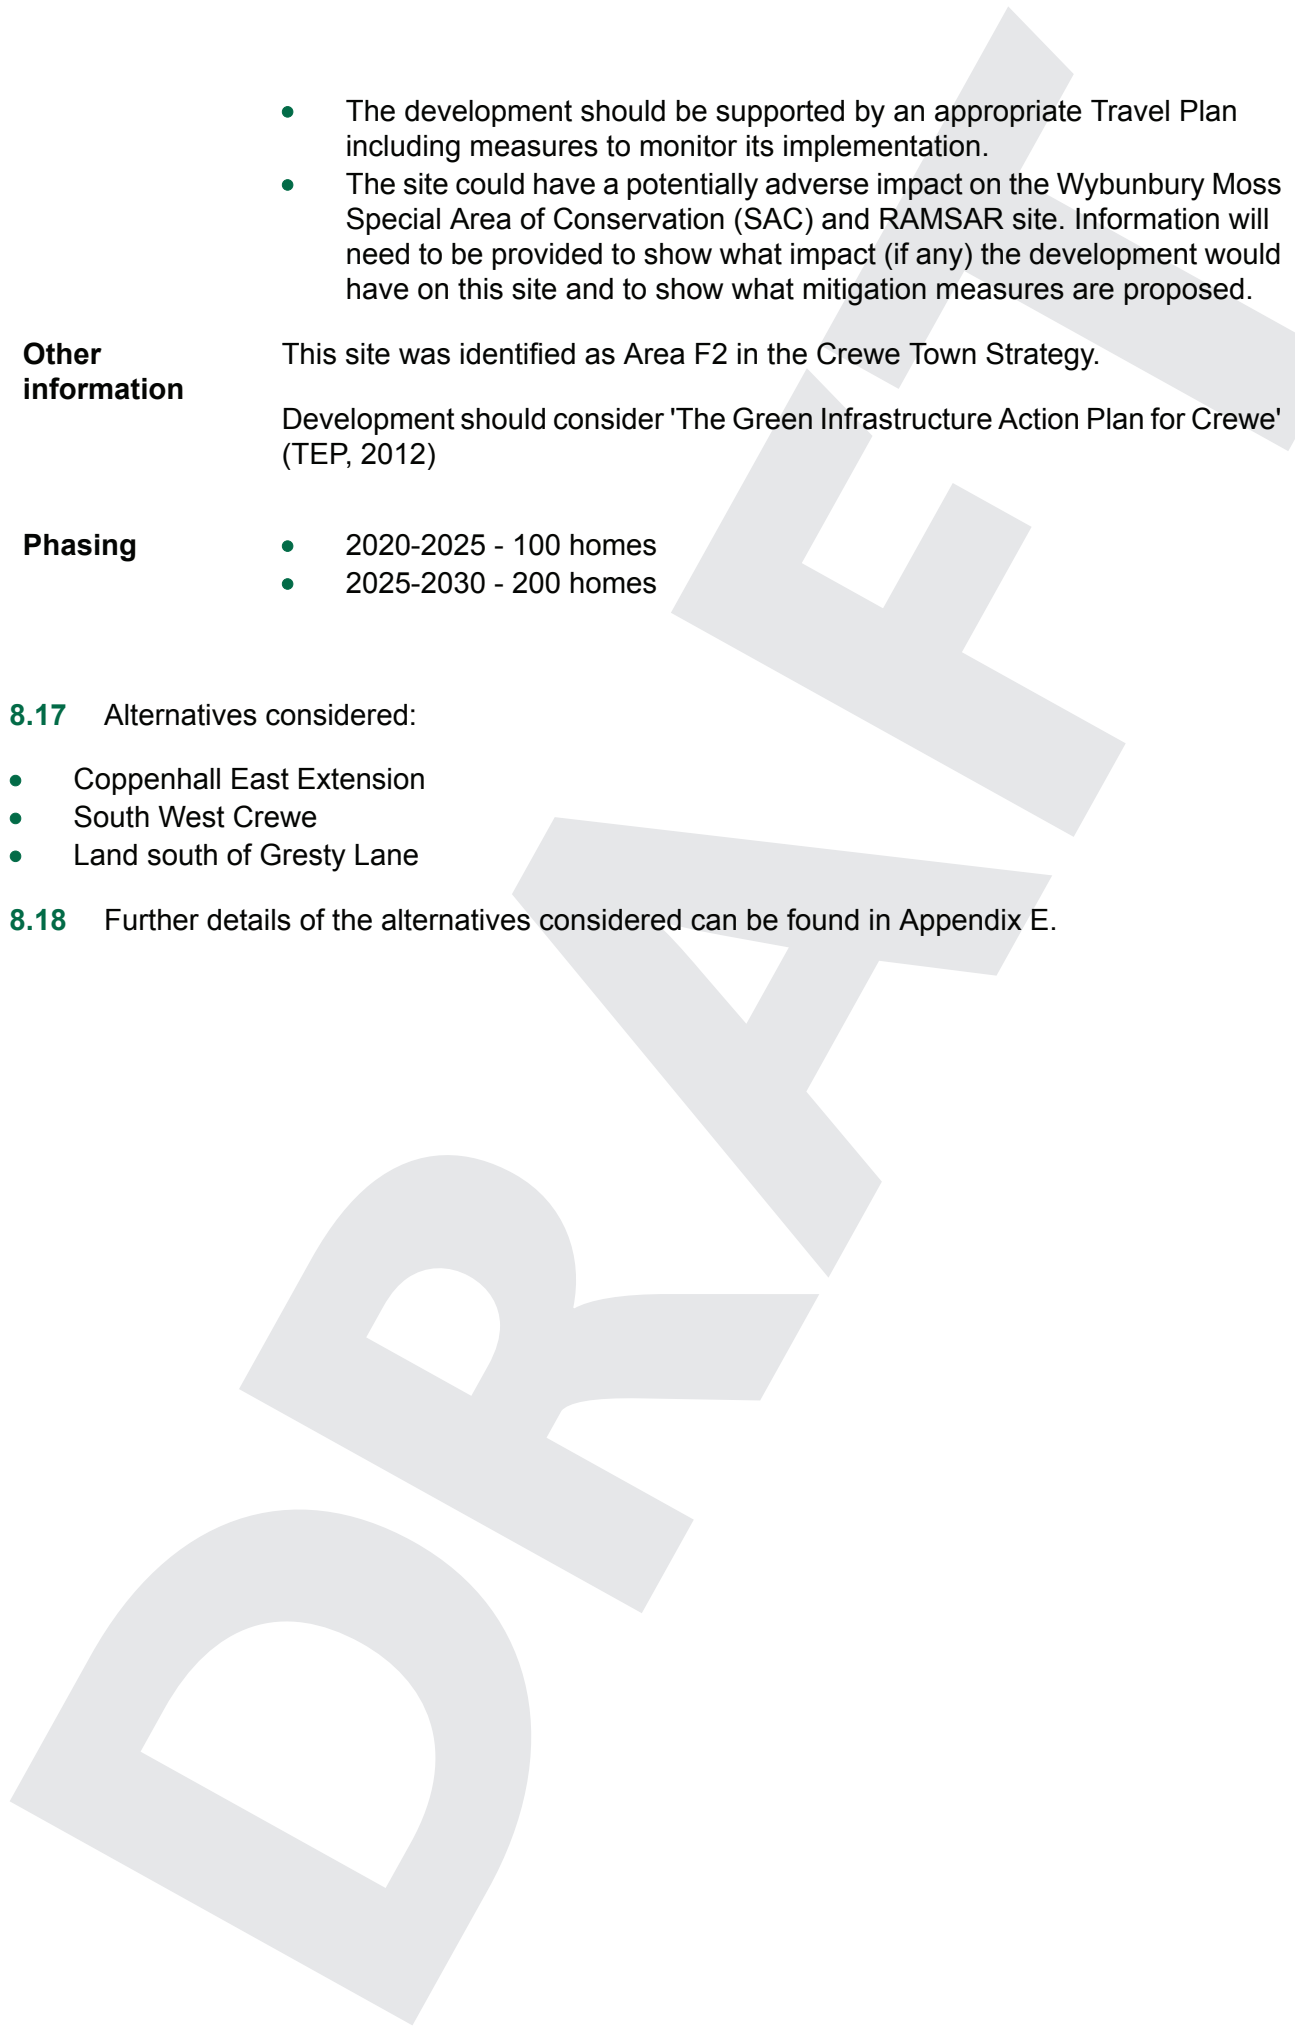 • The development should be supported by an appropriate Travel Plan
including measures to monitor its implementation.
• The site could have a potentially adverse impact on the Wybunbury Moss
Special Area of Conservation (SAC) and RAMSAR site. Information will
need to be provided to show what impact (if any) the development would
have on this site and to show what mitigation measures are proposed.
Other
information
This site was identified as Area F2 in the Crewe Town Strategy.
Development should consider 'The Green Infrastructure Action Plan for Crewe'
(TEP, 2012)
Phasing
• 2020-2025 - 100 homes
• 2025-2030 - 200 homes
8.17 Alternatives considered:
• Coppenhall East Extension
• South West Crewe
• Land south of Gresty Lane
8.18 Further details of the alternatives considered can be found in Appendix E.
DRAFT